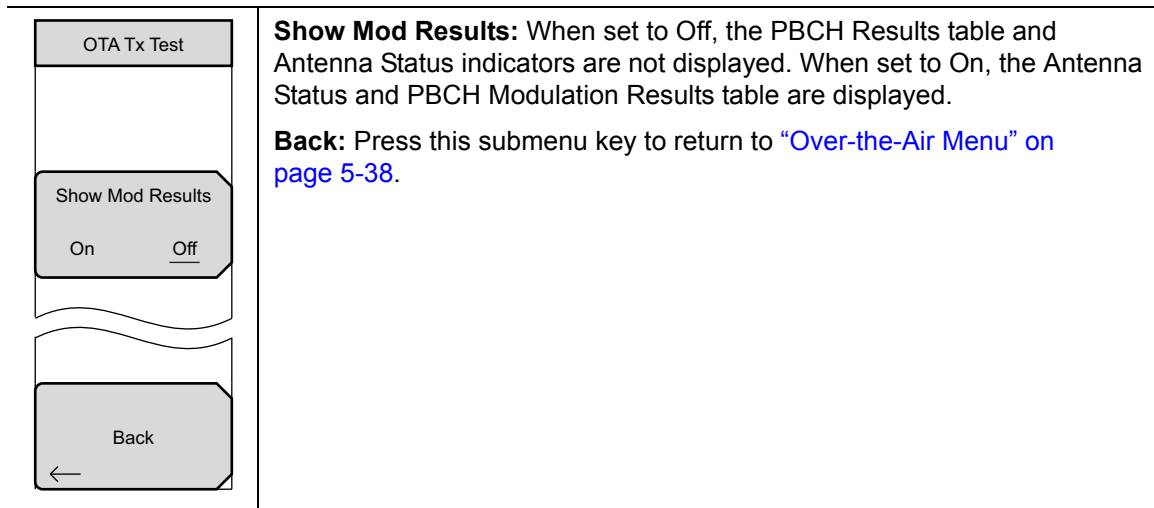 OTA Tx Test
Show Mod Results
On Off
Back
Show Mod Results: When set to Off, the PBCH Results table and
Antenna Status indicators are not displayed. When set to On, the Antenna
Status and PBCH Modulation Results table are displayed.
Back: Press this submenu key to return to “Over-the-Air Menu” on
page 5-38.